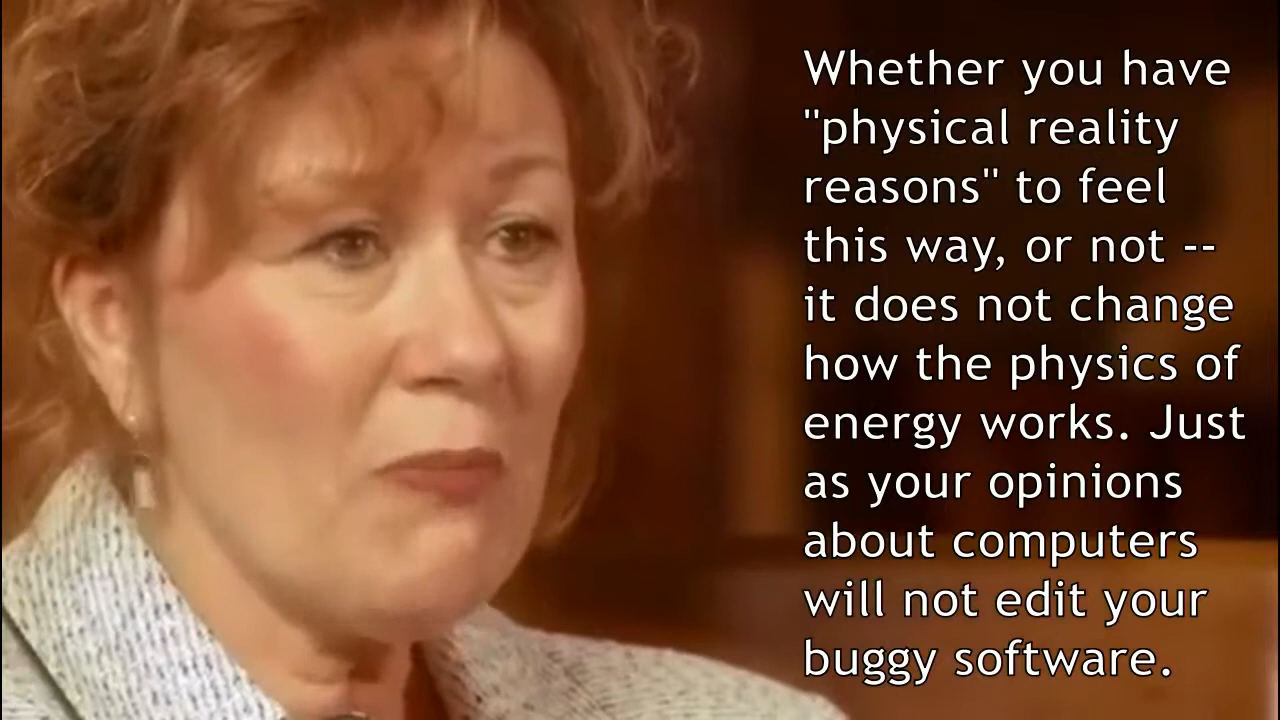 Whether you have
"physical reality
reasons" to feel
this way, or not --
it does not change
how the physics of
energy works. Just
as your opinions
about computers
will not edit your
buggy software.